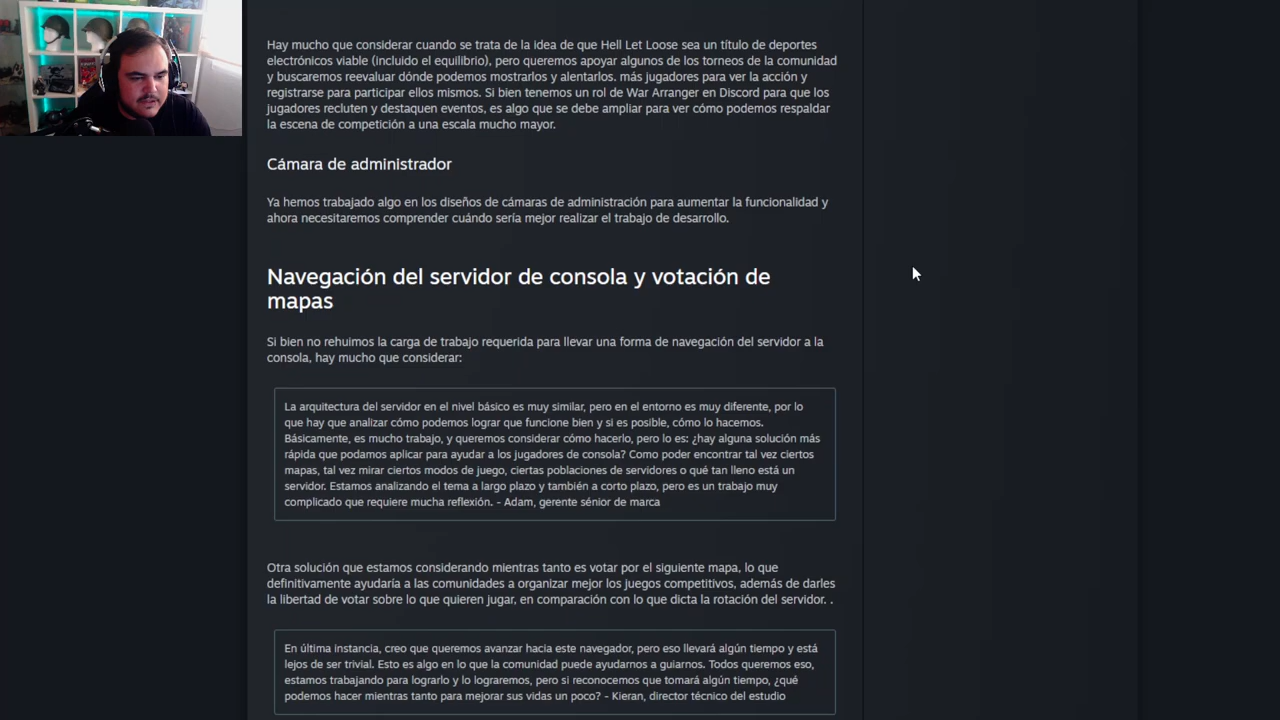 Hay mucho que considerar cuando se trata de la idea de que Hell Let Loose sea un título de deportes
electrónicos viable (incluido el equilibrio), pero queremos apoyar algunos de los torneos de la comunidad
y buscaremos reevaluar dónde podemos mostrarlos y alentarlos. más jugadores para ver la acción y
registrarse para participar ellos mismos. Si bien tenemos un rol de War Arranger en Discord para que los
jugadores recluten y destaquen eventos, es algo que se debe ampliar para ver cómo podemos respaldar
la escena de competición a una escala mucho mayor.
Cámara de administrador
Ya hemos trabajado algo en los diseños de cámaras de administración para aumentar la funcionalidad y
ahora necesitaremos comprender cuándo sería mejor realizar el trabajo de desarrollo.
Navegación del servidor de consola y votación de
mapas
Si bien no rehuimos la carga de trabajo requerida para llevar una forma de navegación del servidor a la
consola, hay mucho que considerar:
La arquitectura del servidor en el nivel básico es muy similar, pero en el entorno es muy diferente, por lo
que hay que analizar cómo podemos lograr que funcione bien y si es posible, cómo lo hacemos.
Básicamente, es mucho trabajo, y queremos considerar cómo hacerlo, pero lo es: ¿hay alguna solución más
rápida que podamos aplicar para ayudar a los jugadores de consola? Como poder encontrar tal vez ciertos
mapas, tal vez mirar ciertos modos de juego, ciertas poblaciones de servidores o qué tan lleno está un
servidor. Estamos analizando el tema a largo plazo y también a corto plazo, pero es un trabajo muy
complicado que requiere mucha reflexión. - Adam, gerente sénior de marca
Otra solución que estamos considerando mientras tanto es votar por el siguiente mapa, lo que
definitivamente ayudaría a las comunidades a organizar mejor los juegos competitivos, además de darles
la libertad de votar sobre lo que quieren jugar, en comparación con lo que dicta la rotación del servidor. .
En última instancia, creo que queremos avanzar hacia este navegador, pero eso llevará algún tiempo y está
lejos de ser trivial. Esto es algo en lo que la comunidad puede ayudarnos a guiarnos. Todos queremos eso,
estamos trabajando para lograrlo y lo lograremos, pero si reconocemos que tomará algún tiempo, ¿qué
podemos hacer mientras tanto para mejorar sus vidas un poco? - Kieran, director técnico del estudio